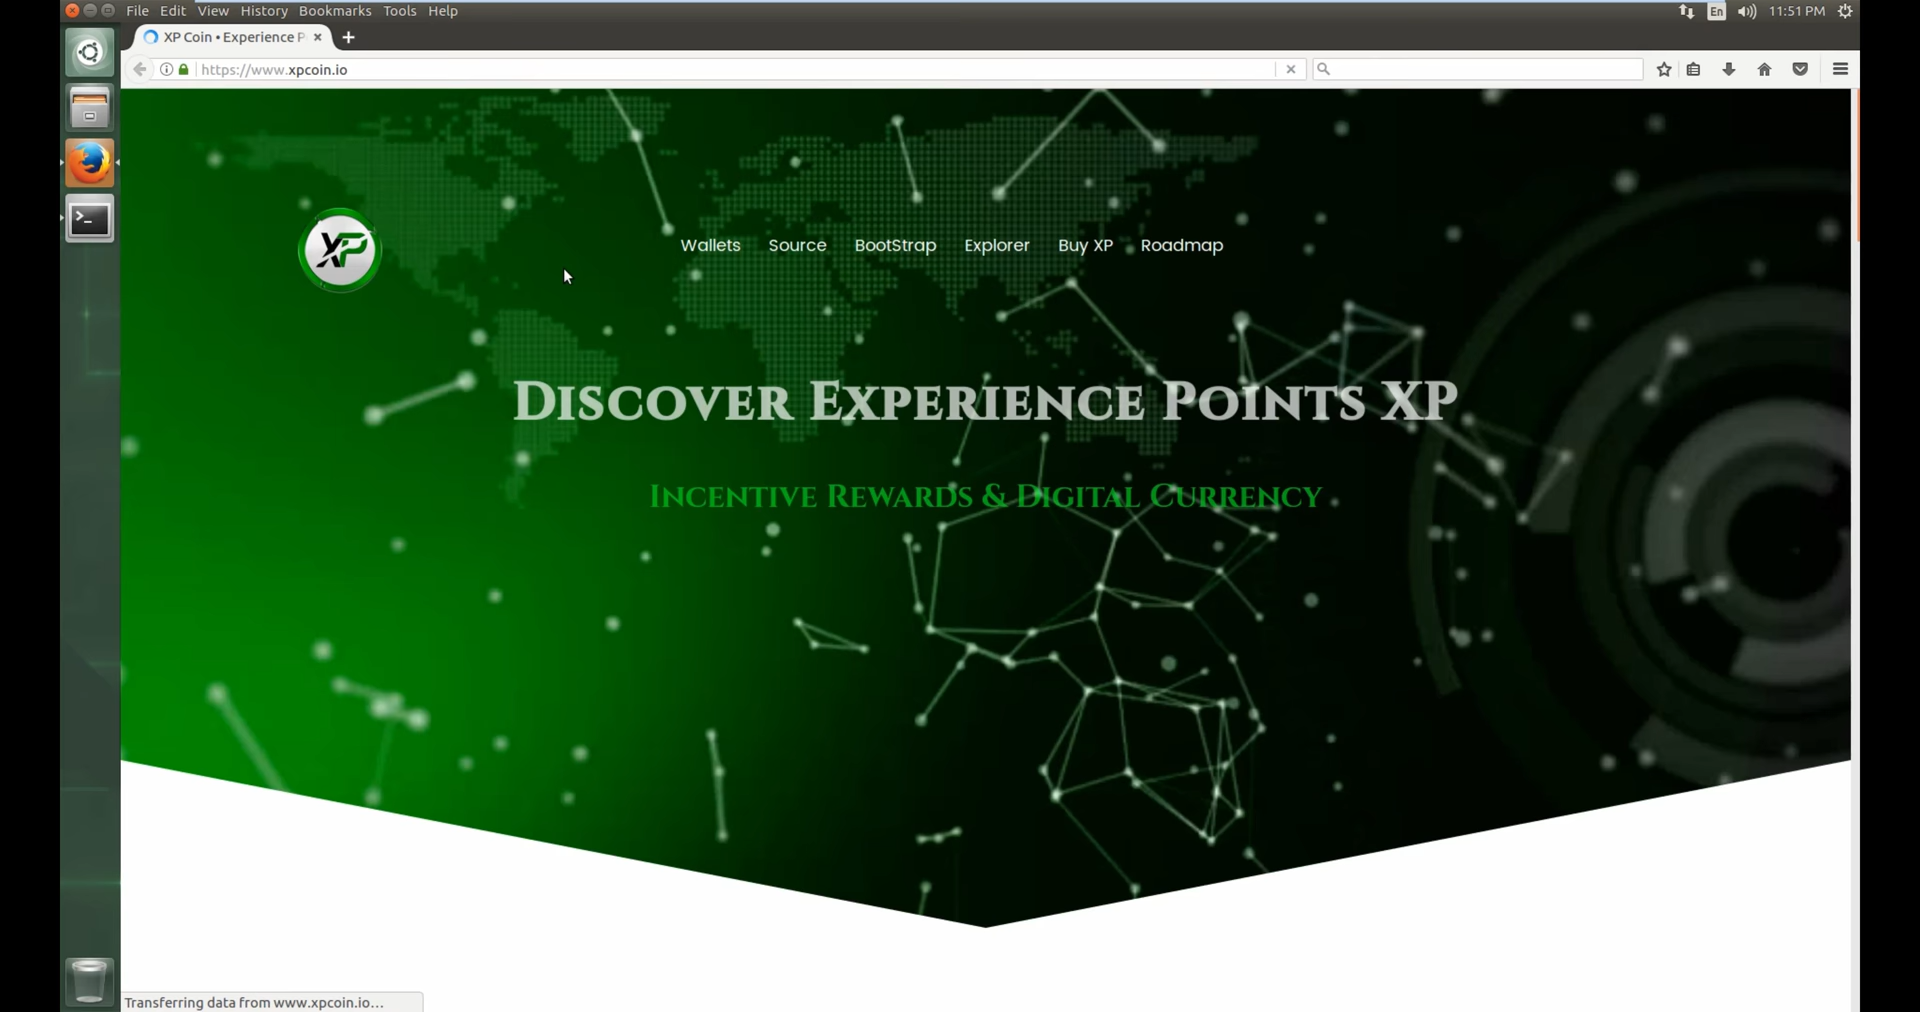 File Edit View History Bookmarks Tools Help
En 11:51 PM
XP Coin • Experience P
https://www.xpcoin.io
XP
Wallets Source BootStrap Explorer Buy XP Roadmap
Discover Experience Points XP
Incentive Rewards & Digital Currency
Transferring data from www.xpcoin.io...